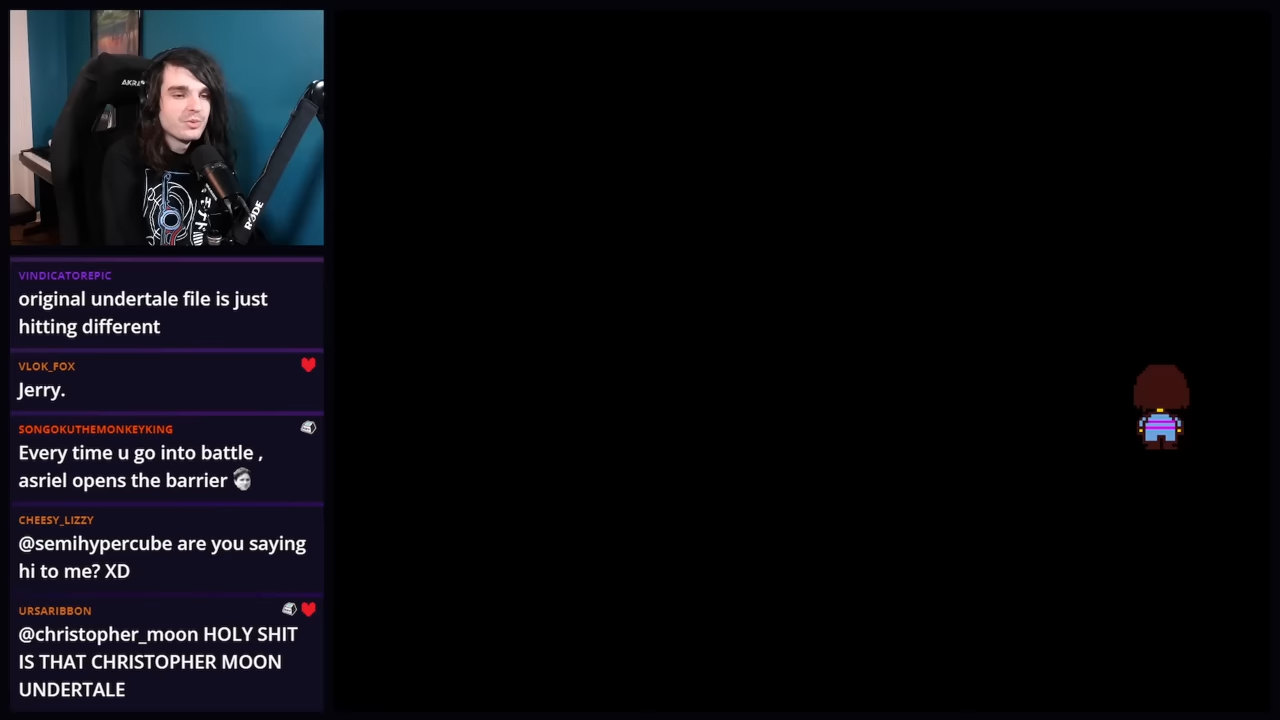 AKRA
RØDE
VINDICATOREPIC
original undertale file is just
hitting different
VLOK_FOX
Jerry.
SONGOKUTHEMONKEYKING
Every time u go into battle ,
asriel opens the barrier
CHEESY_LIZZY
@semihypercube are you saying
hi to me? XD
URSARIBBON
@christopher_moon HOLY SHIT
IS THAT CHRISTOPHER MOON
UNDERTALE